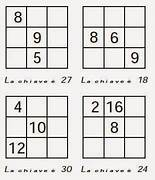 8
9
5
La chiave è 27
8 6
9
La chiave è 18
4
10
12
La chiave è 30
2 16
8
La chiave è 24